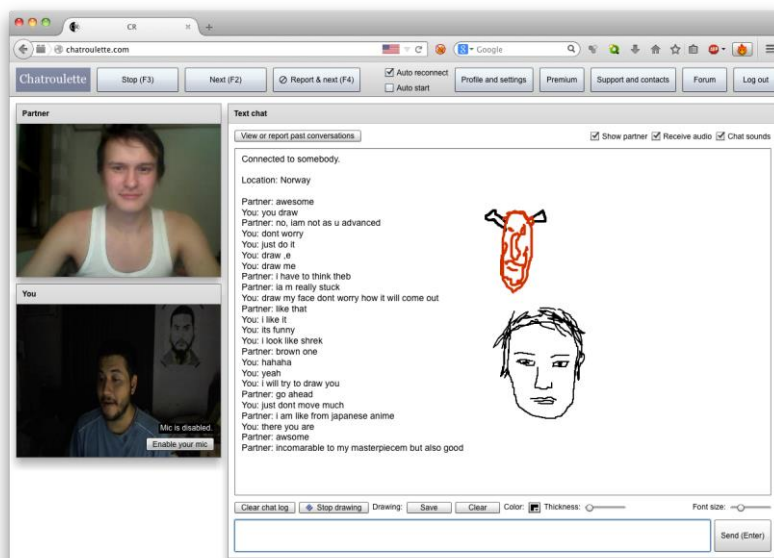 CR
chatroulette.com
Google
Chatroulette
Stop (F3)
Next (F2)
Report & next (F4)
Auto reconnect
Auto start
Profile and settings
Premium
Support and contacts
Forum
Log out
Partner
Text chat
View or report past conversations
Show partner
Receive audio
Chat sounds
Connected to somebody.
Location: Norway
Partner: awesome
You: you draw
Partner: no, iam not as u advanced
You: dont worry
You: just do it
You: draw ,e
You: draw me
Partner: i have to think theb
Partner: ia m really stuck
You: draw my face dont worry how it will come out
Partner: like that
You: i like it
You: its funny
You: i look like shrek
Partner: brown one
You: hahaha
You: yeah
You: i will try to draw you
Partner: go ahead
You: just dont move much
Partner: i am like from japanese anime
You: there you are
Partner: awsome
Partner: incomarable to my masterpiecem but also good
You
Mic is disabled.
Enable your mic
Clear chat log
Stop drawing
Drawing:
Save
Clear
Color:
Thickness:
Font size:
Send (Enter)